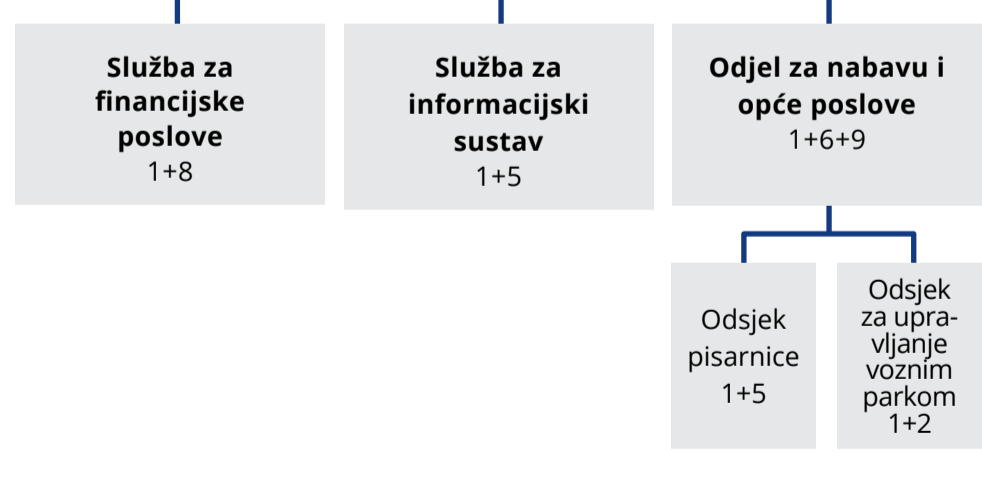 Služba za
financijske
poslove
1+8
Služba za
informacijski
sustav
1+5
Odjel za nabavu i
opće poslove
1+6+9
Odsjek
pisarnice
1+5
Odsjek
za upra-
vljanje
voznim
parkom
1+2